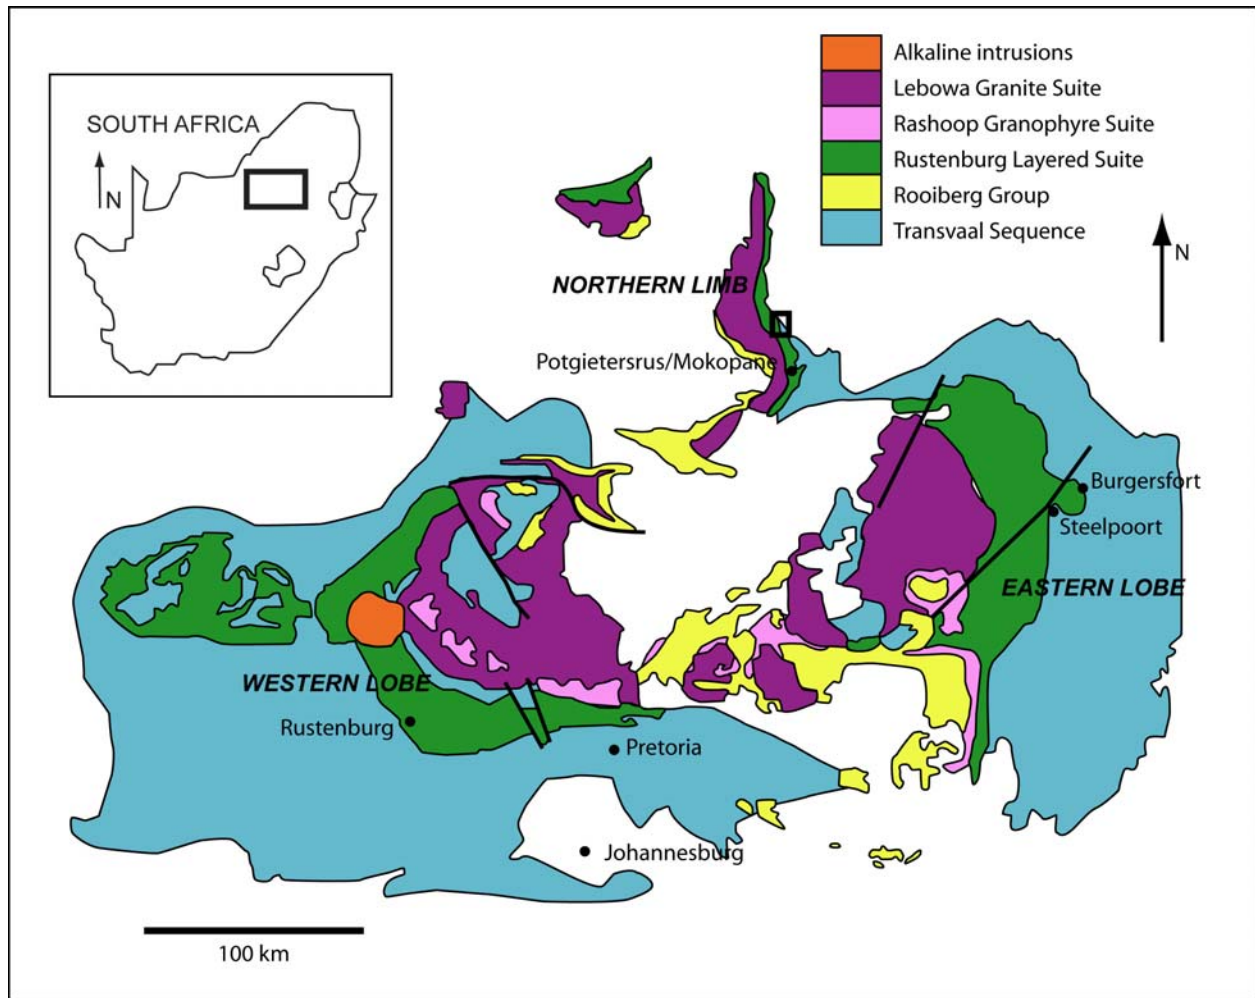 SOUTH AFRICA
N
Alkaline intrusions
Lebowa Granite Suite
Rashoop Granophyre Suite
Rustenburg Layered Suite
Rooiberg Group
Transvaal Sequence
N
NORTHERN LIMB
Potgietersrus/Mokopane
Burgersfort
Steelpoort
EASTERN LOBE
WESTERN LOBE
Rustenburg
Pretoria
Johannesburg
100 km